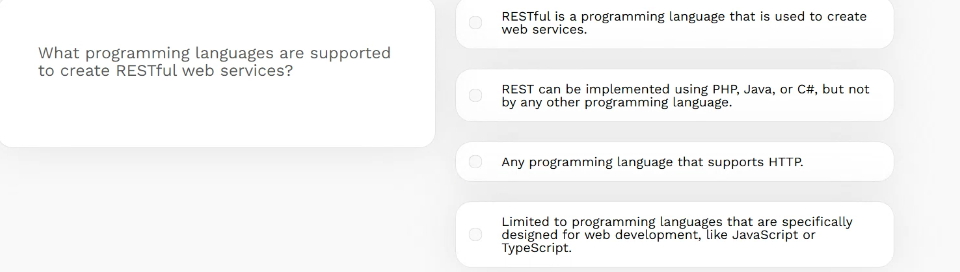 What programming languages are supported
to create RESTful web services?
RESTful is a programming language that is used to create
web services.
REST can be implemented using PHP, Java, or C#, but not
by any other programming language.
Any programming language that supports HTTP.
Limited to programming languages that are specifically
designed for web development, like JavaScript or
TypeScript.